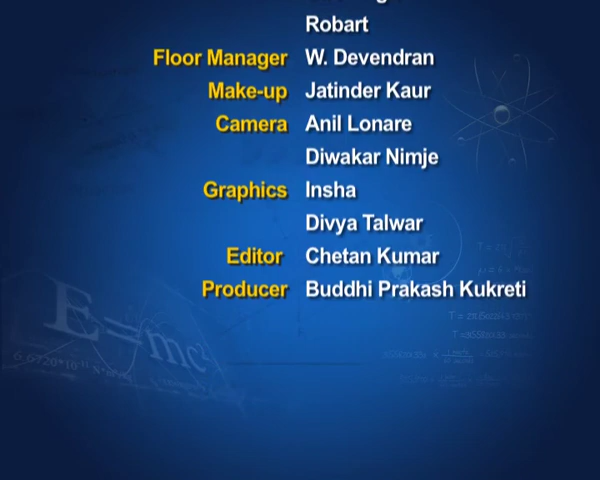 Robart
Floor Manager W. Devendran
Make-up Jatinder Kaur
Camera Anil Lonare
Diwakar Nimje
Graphics Insha
Divya Talwar
Editor Chetan Kumar
Producer Buddhi Prakash Kukreti
E=mc²